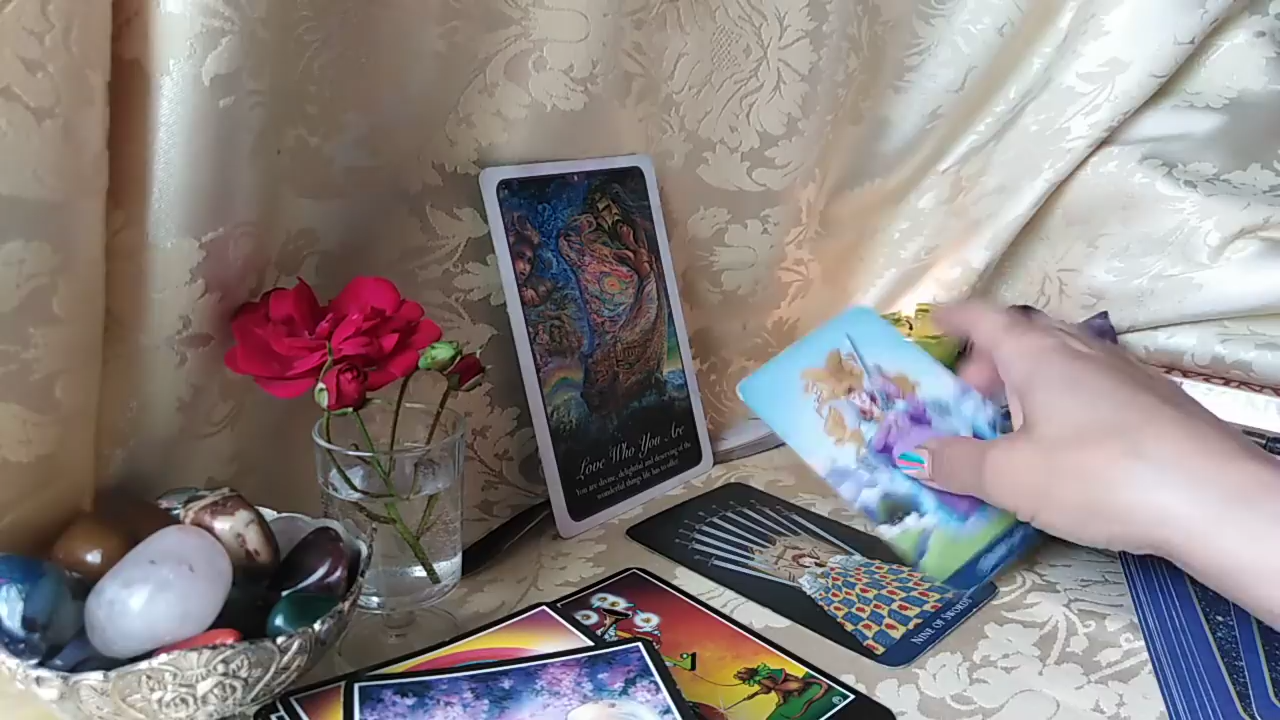 Love Who You Are
You are divine, delightful and deserving of the
wonderful things life has to offer.
NINE OF SWORDS